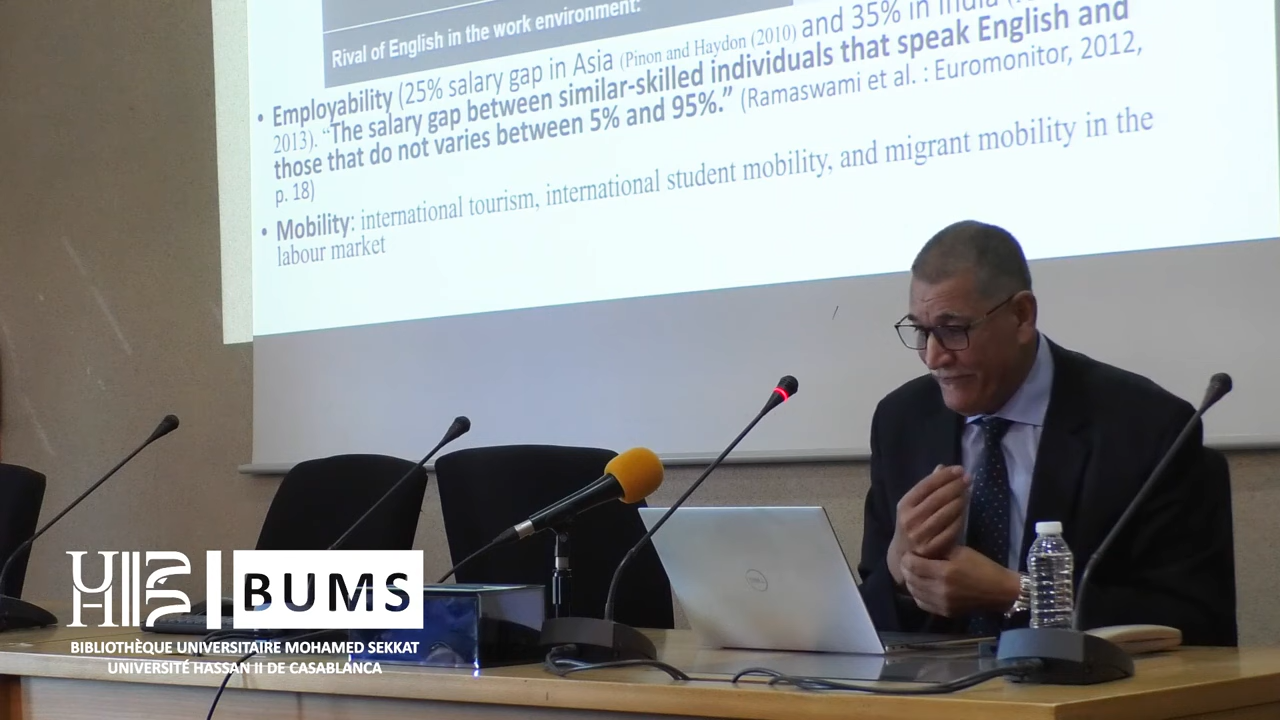 Rival of English in the work environment:
• Employability (25% salary gap in Asia (Pinon and Haydon (2010) and 35% in India
2013). "The salary gap between similar-skilled individuals that speak English and
those that do not varies between 5% and 95%." (Ramaswami et al. : Euromonitor, 2012,
p. 18)
• Mobility: international tourism, international student mobility, and migrant mobility in the
labour market
DELL
UH
BUMS
BIBLIOTHÈQUE UNIVERSITAIRE MOHAMED SEKKAT
UNIVERSITÉ HASSAN II DE CASABLANCA